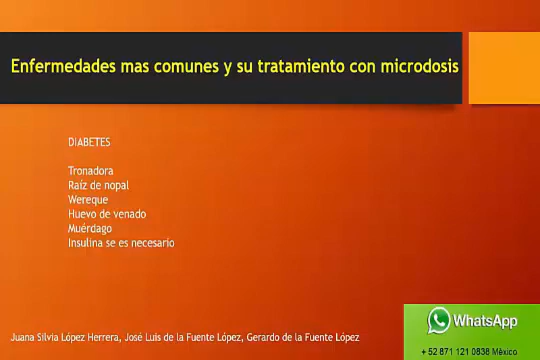 Enfermedades mas comunes y su tratamiento con microdosis
DIABETES
Tronadora
Raíz de nopal
Wereque
Huevo de venado
Muérdago
Insulina se es necesario
WhatsApp
Juana Silvia López Herrera, José Luis de la Fuente López, Gerardo de la Fuente López
+ 52 871 121 0838 Mèxico